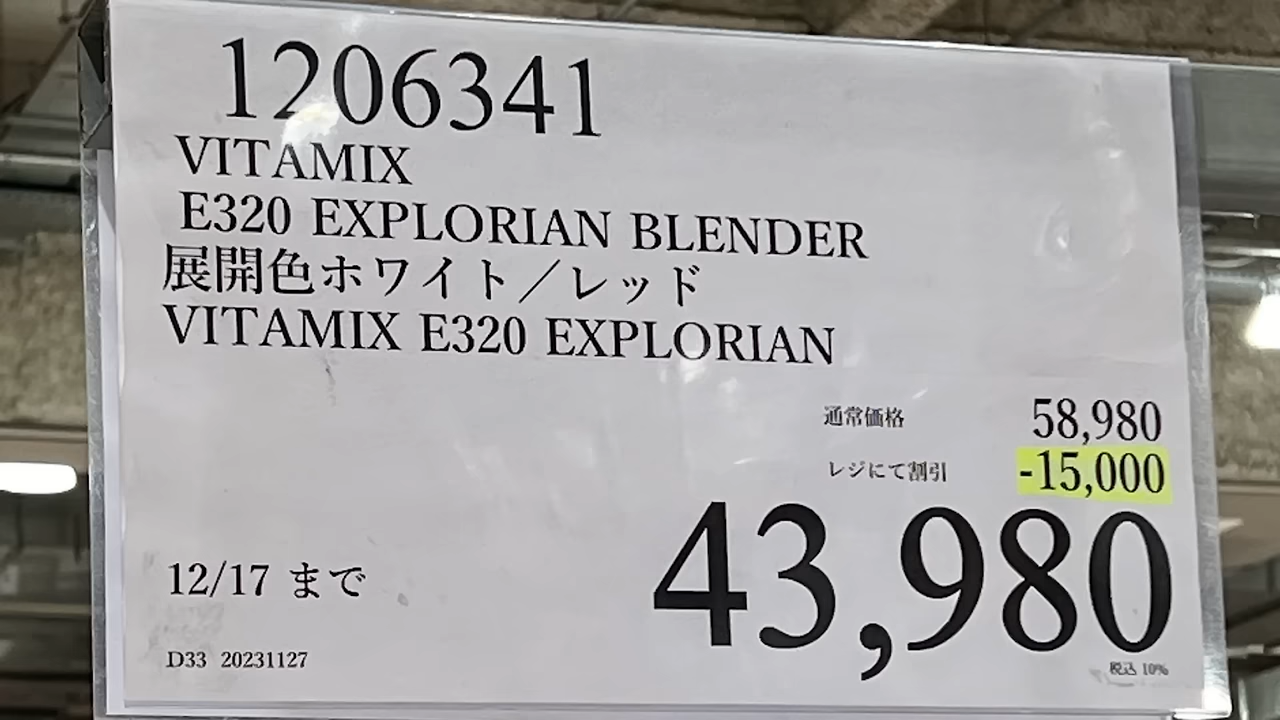 1206341
VITAMIX
E320 EXPLORIAN BLENDER
展開色ホワイト/レッド
VITAMIX E320 EXPLORIAN
通常価格 58,980
レジにて割引 -15,000
43,980
12/17 まで
税込 10%
D33 20231127